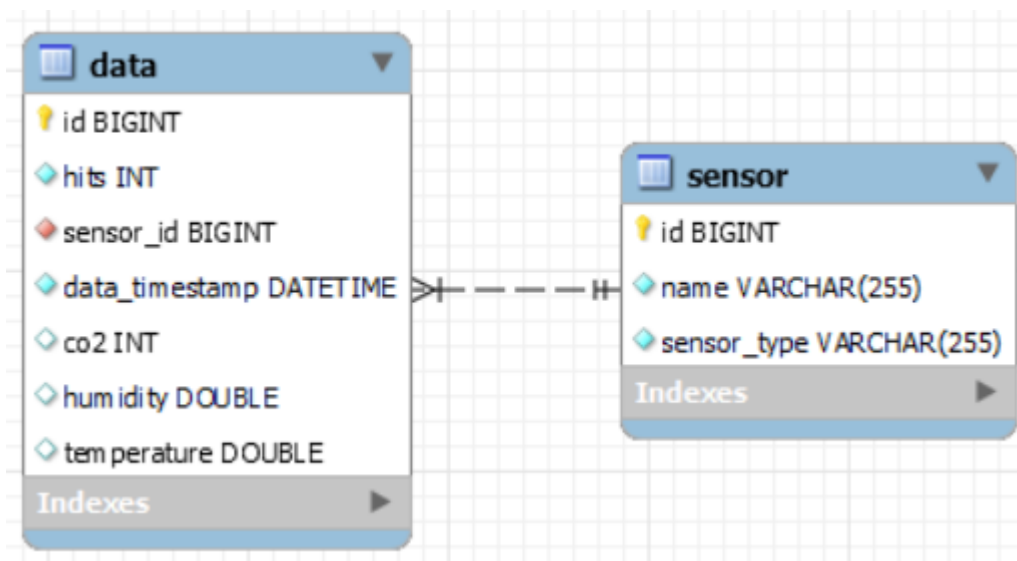 data
id BIGINT
hits INT
sensor_id BIGINT
data_timestamp DATETIME
co2 INT
humidity DOUBLE
temperature DOUBLE
Indexes
sensor
id BIGINT
name VARCHAR(255)
sensor_type VARCHAR(255)
Indexes